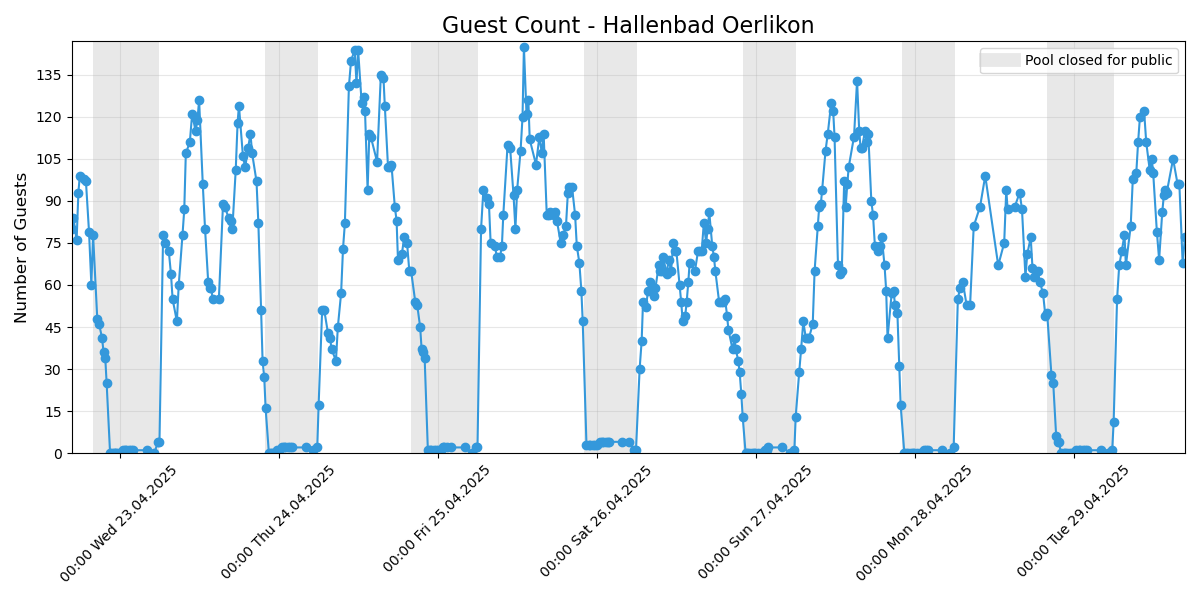 Guest Count - Hallenbad Oerlikon
Pool closed for public
Number of Guests
135
120
105
90
75
60
45
30
15
0
00:00 Wed 23.04.2025
00:00 Thu 24.04.2025
00:00 Fri 25.04.2025
00:00 Sat 26.04.2025
00:00 Sun 27.04.2025
00:00 Mon 28.04.2025
00:00 Tue 29.04.2025